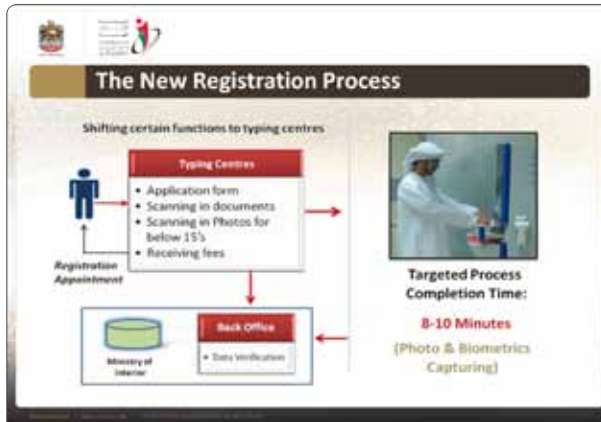 The New Registration Process
Shifting certain functions to typing centres
Typing Centres
• Application form
• Scanning in documents
• Scanning in Photos for
below 15's
• Receiving fees
Registration
Appointment
Back Office
• Data Verification
Ministry of
Interior
Targeted Process
Completion Time:
8-10 Minutes
(Photo & Biometrics
Capturing)